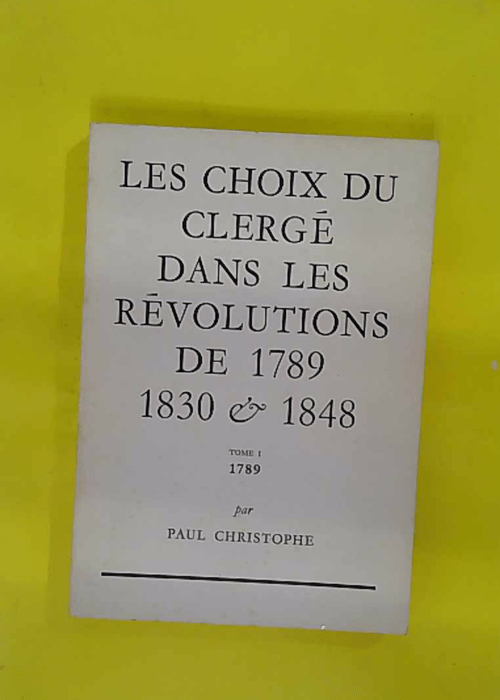 LES CHOIX DU
CLERGÉ
DANS LES
RÉVOLUTIONS
DE 1789
1830 & 1848
TOME I
1789
par
PAUL CHRISTOPHE